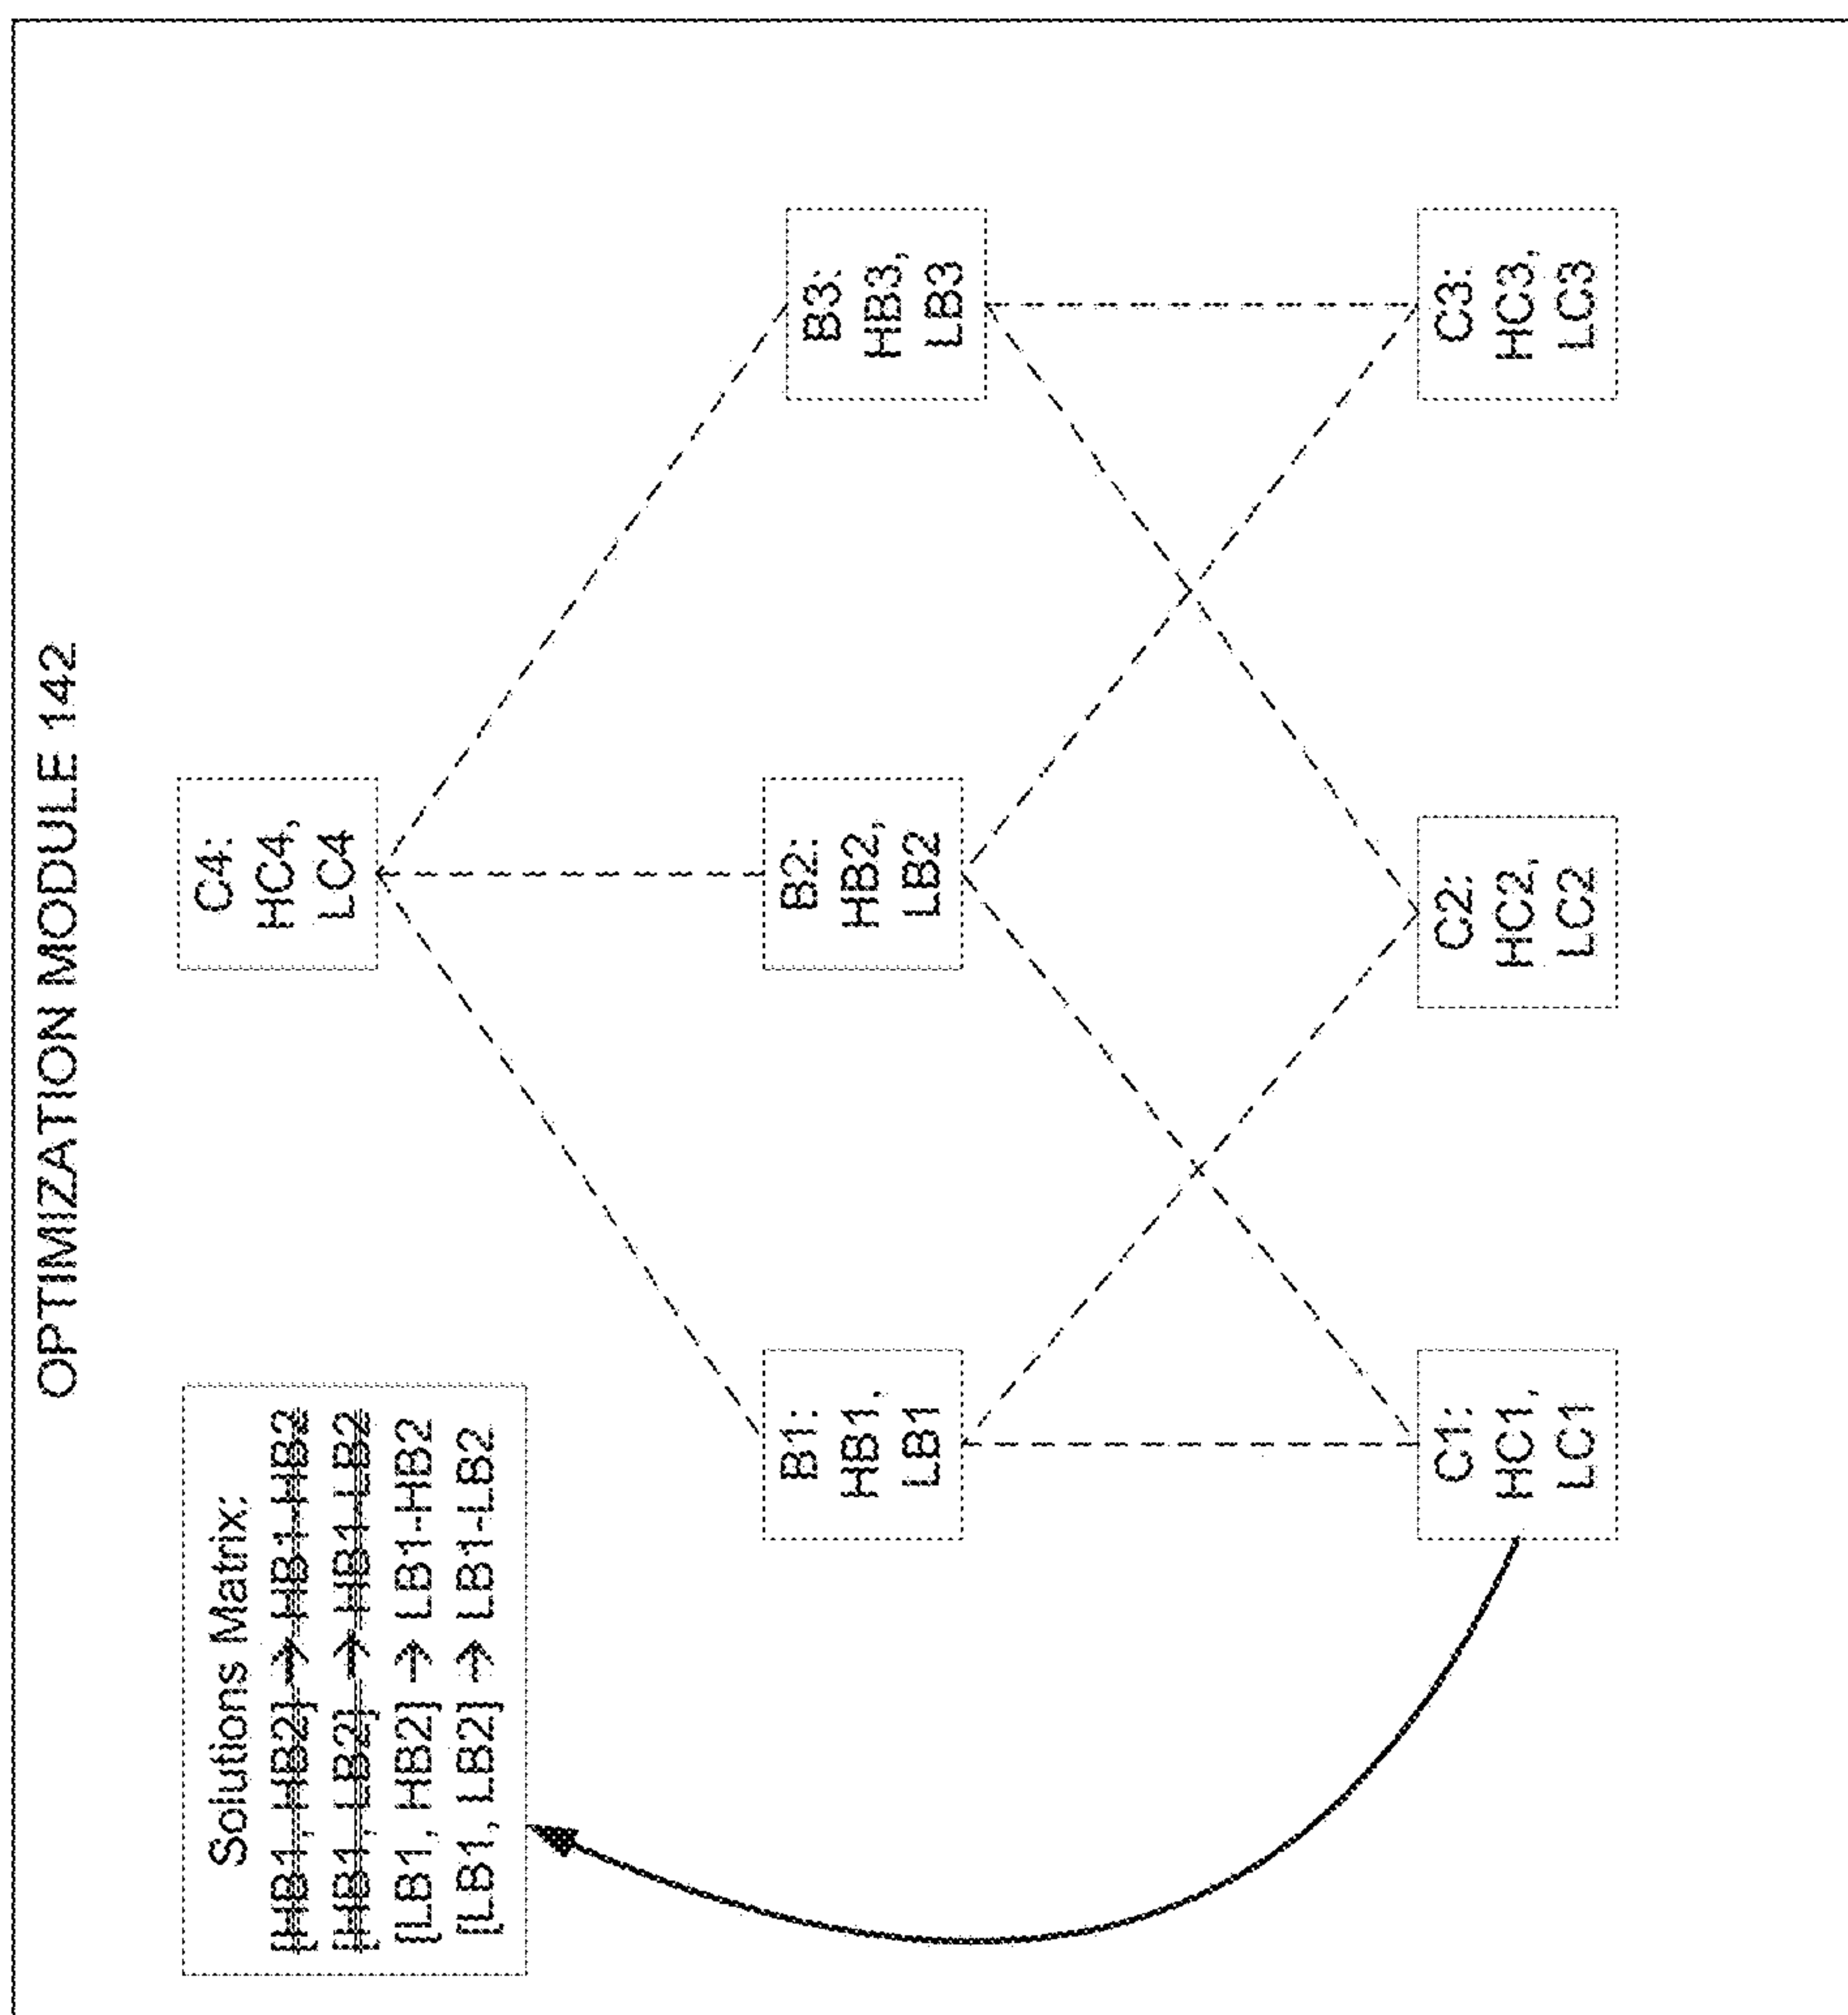 OPTIMIZATION MODULE 142
Solutions Matrix:
[HB1, HB2] → HB1-HB2
[HB1, LB2] → HB1-LB2
[LB1, HB2] → LB1-HB2
[LB1, LB2] → LB1-LB2
C4:
HC4,
LC4
B1:
HB1,
LB1
B2:
HB2,
LB2
B3:
HB3,
LB3
C1:
HC1,
LC1
C2:
HC2,
LC2
C3:
HC3,
LC3